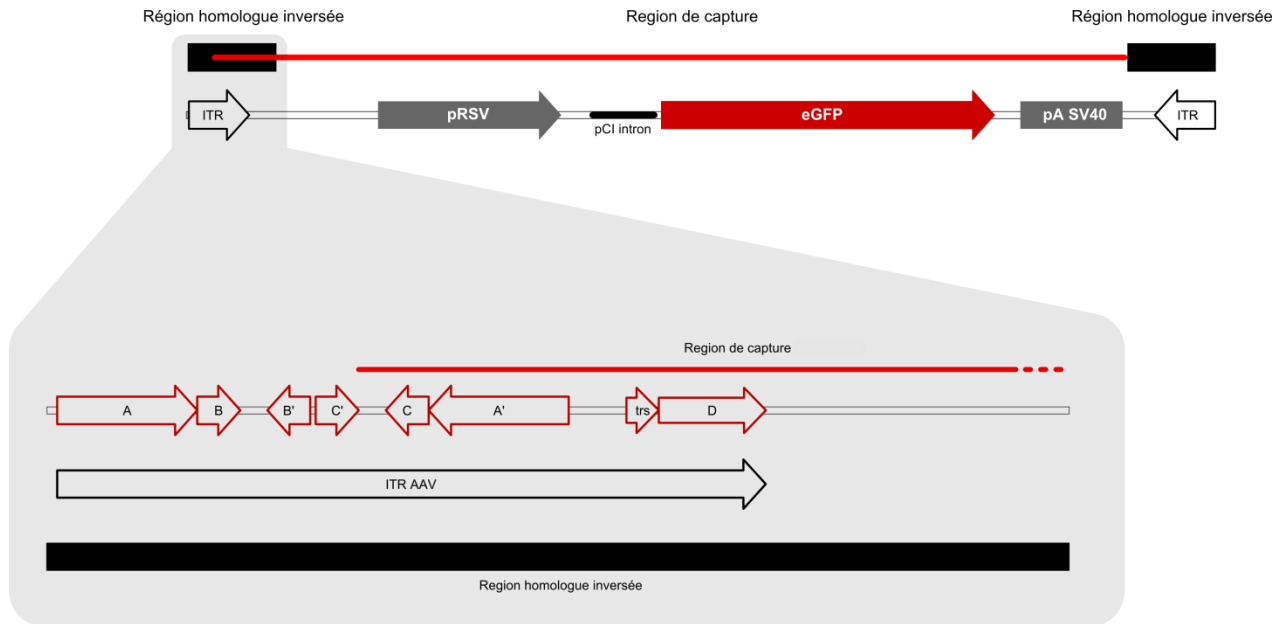 Région homologue inversée
Region de capture
Région homologue inversée
ITR
pRSV
pCI intron
eGFP
pA SV40
ITR
Region de capture
A
B
B'
C'
C
A'
trs
D
ITR AAV
Region homologue inversée